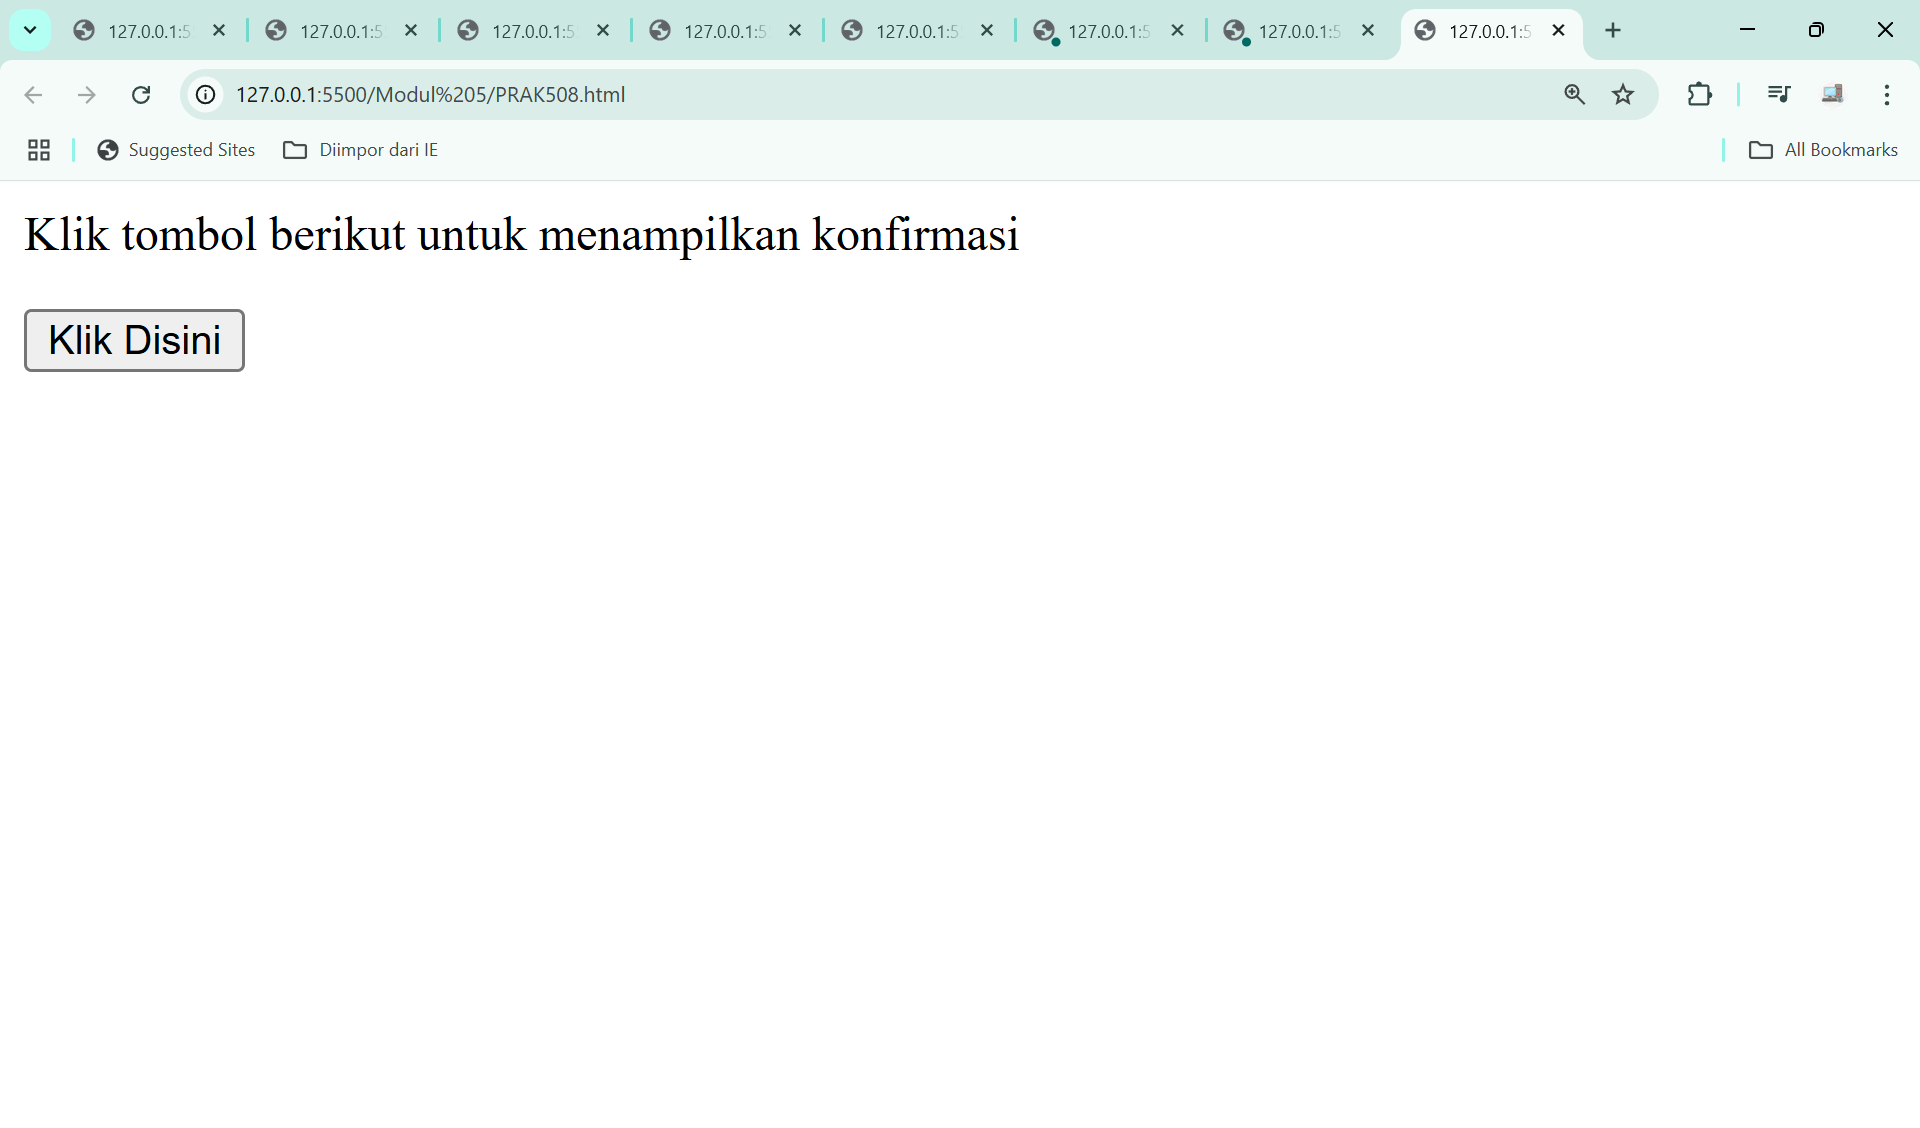 127.0.0.1:5
127.0.0.1:5
127.0.0.1:5
127.0.0.1:5
127.0.0.1:5
127.0.0.1:5
127.0.0.1:5
127.0.0.1:5
127.0.0.1:5500/Modul%205/PRAK508.html
Suggested Sites
Diimpor dari IE
All Bookmarks
Klik tombol berikut untuk menampilkan konfirmasi
Klik Disini